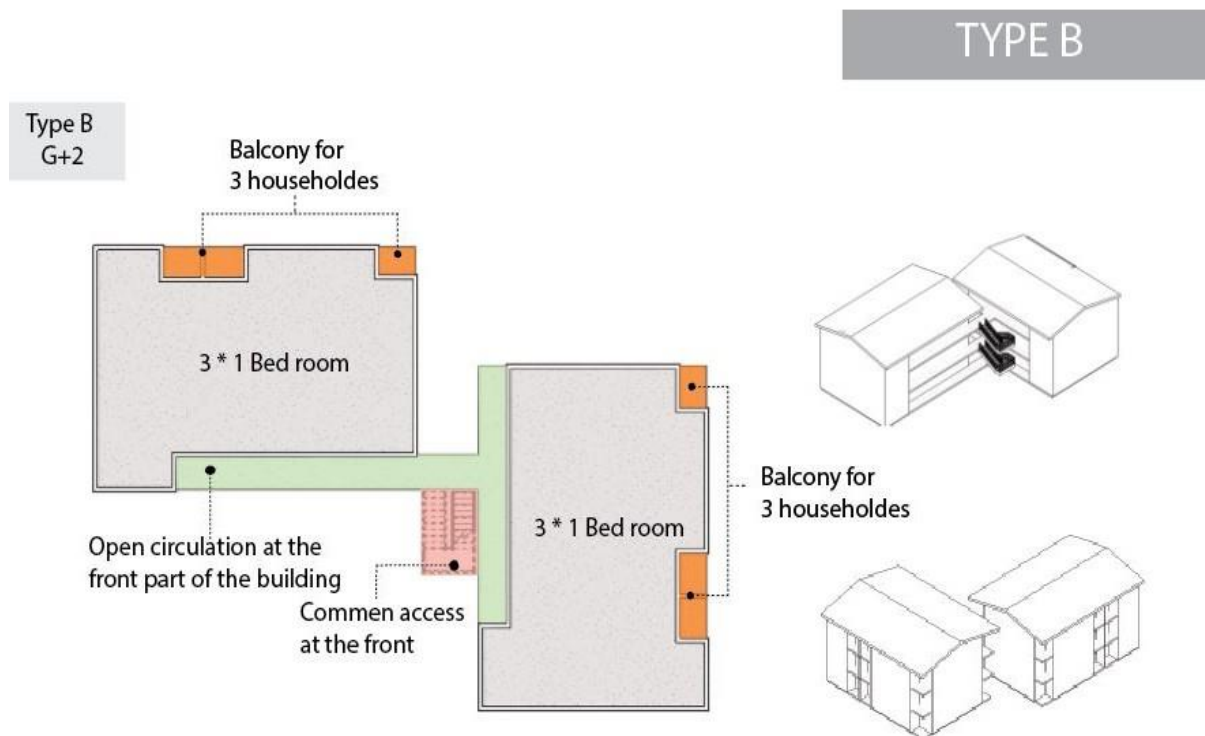 TYPE B
Type B
G+2
Balcony for
3 householdes
3 * 1 Bed room
3 * 1 Bed room
Balcony for
3 householdes
Open circulation at the
front part of the building
Commen access
at the front